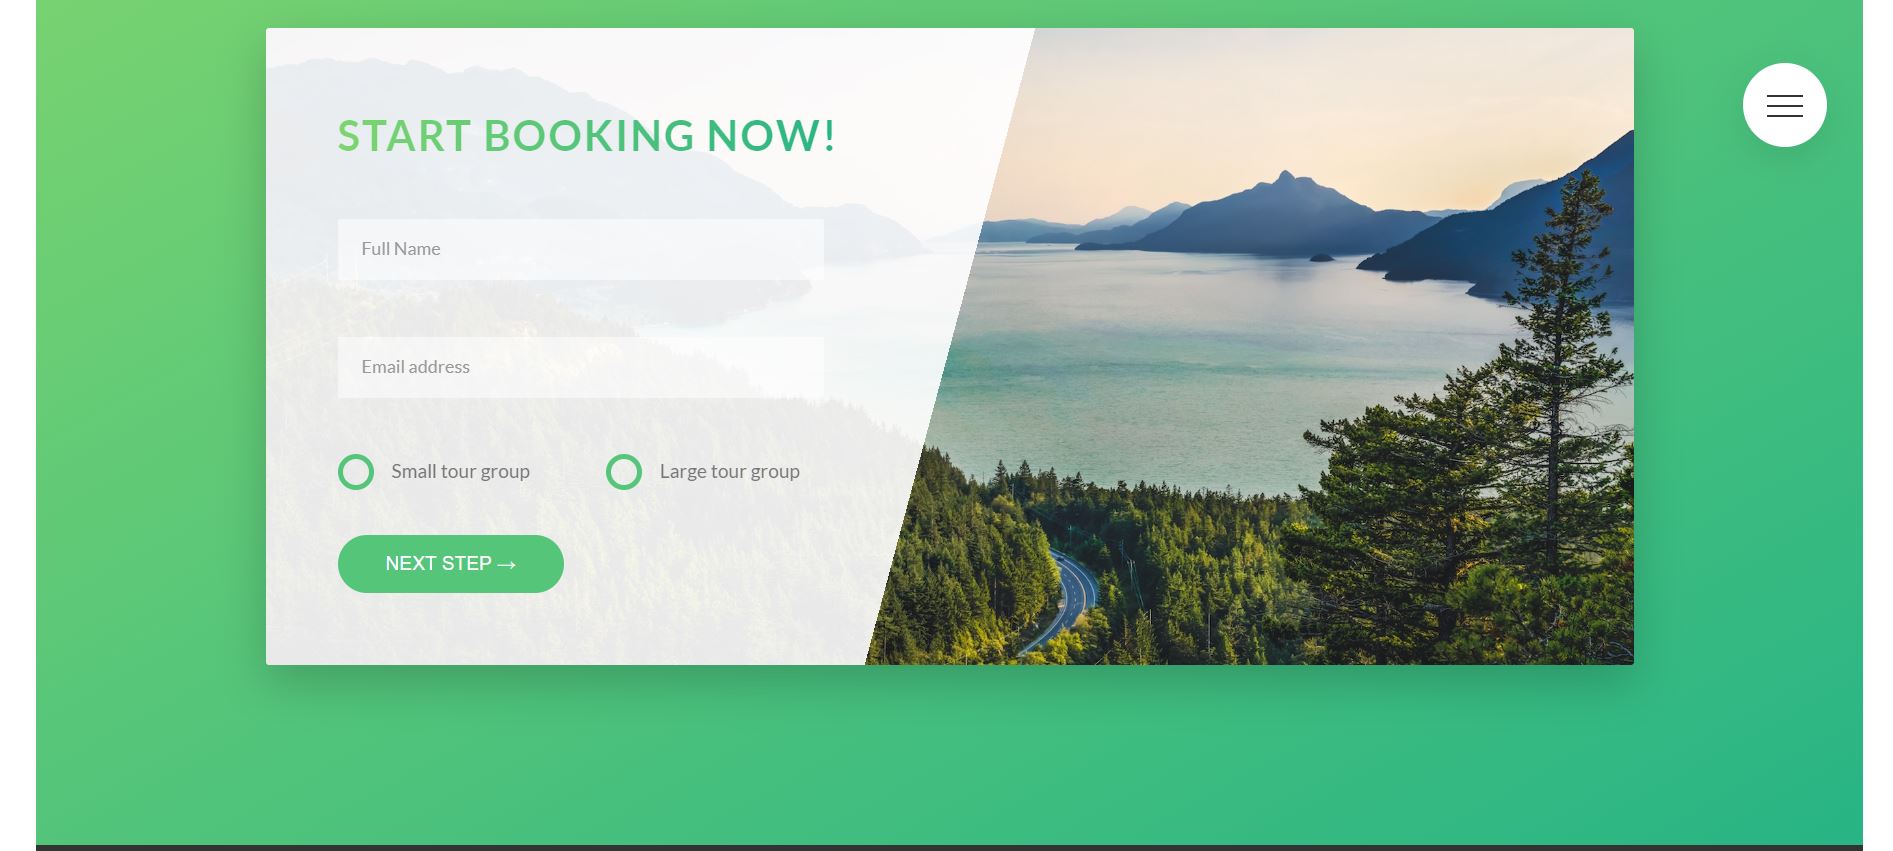 START BOOKING NOW!
Full Name
Email address
Small tour group
Large tour group
NEXT STEP →